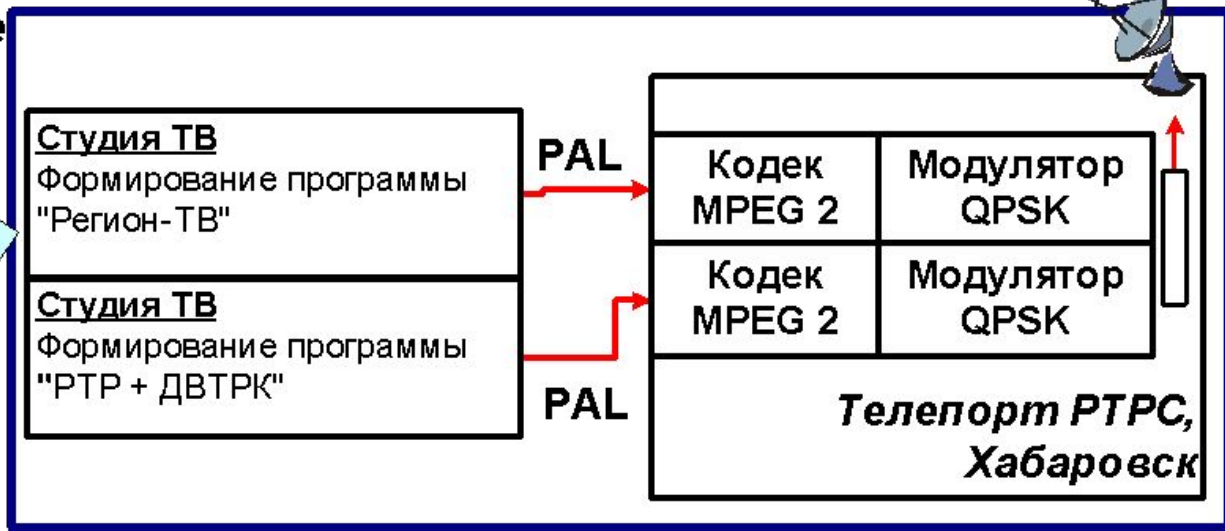 е
Студия ТВ
Формирование программы
"Регион-ТВ"
Студия ТВ
Формирование программы
"РТР + ДВТРК"
PAL
PAL
Кодек
MPEG 2
Модулятор
QPSK
Кодек
MPEG 2
Модулятор
QPSK
Телепорт РТРС,
Хабаровск